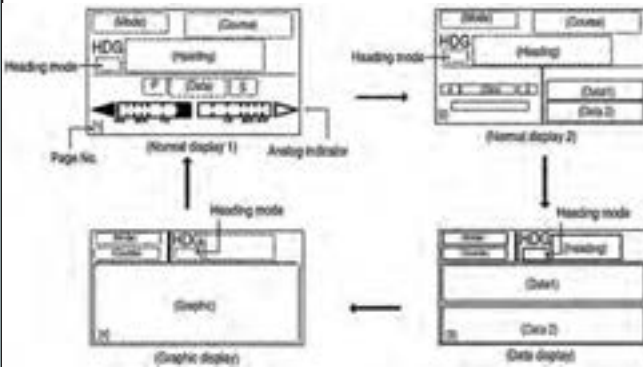 (Mode) (Course)
HDG
(Heading)
Heading mode
P (Data) S
[1]
Page No.
(Normal display 1)
Analog indicator
(Mode) (Course)
HDG
(Heading)
Heading mode
(Data1)
(Data 2)
(Normal display 2)
Heading mode
HDG
(Heading)
(Data1)
(Data 2)
(Data display)
Heading mode
HDG
(Graphic)
(Graphic display)